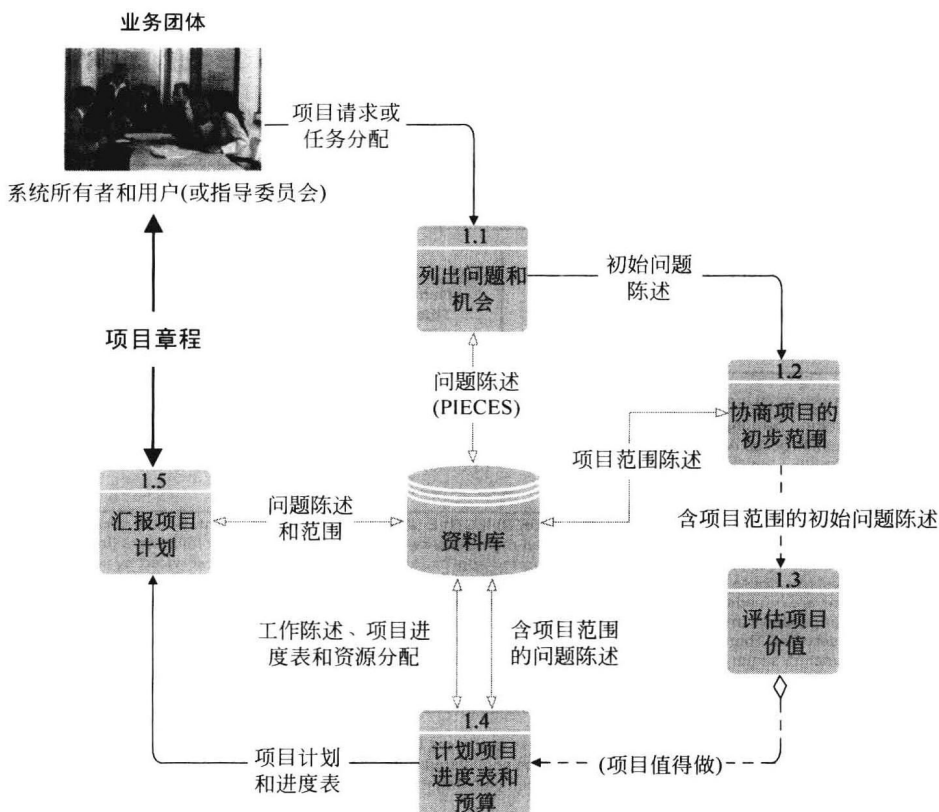 业务团体
项目请求或
任务分配
系统所有者和用户(或指导委员会)
1.1
列出问题和
机会
初始问题
陈述
项目章程
问题陈述
(PIECES)
1.2
协商项目的
初步范围
项目范围陈述
1.5
汇报项目
计划
问题陈述
和范围
资料库
含项目范围的初始问题陈述
1.3
评估项目
价值
工作陈述、项目进
度表和资源分配
含项目范围
的问题陈述
1.4
计划项目
进度表和
预算
项目计划
和进度表
(项目值得做)